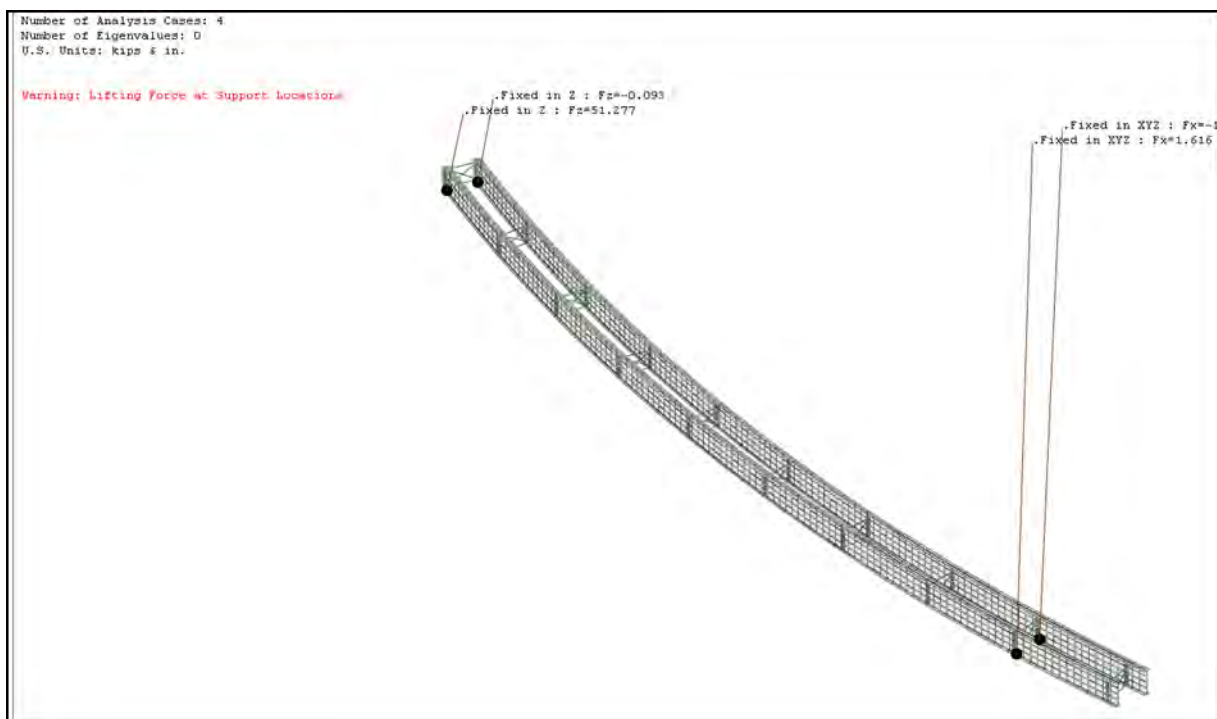 Number of Analysis Cases: 4
Number of Eigenvalues: 0
U.S. Units: kips & in.
Warning: Lifting Force at Support Locations
.Fixed in Z : Fz=-0.093
.Fixed in Z : Fz=51.277
.Fixed in XYZ : Fx=-1
.Fixed in XYZ : Fx=1.616